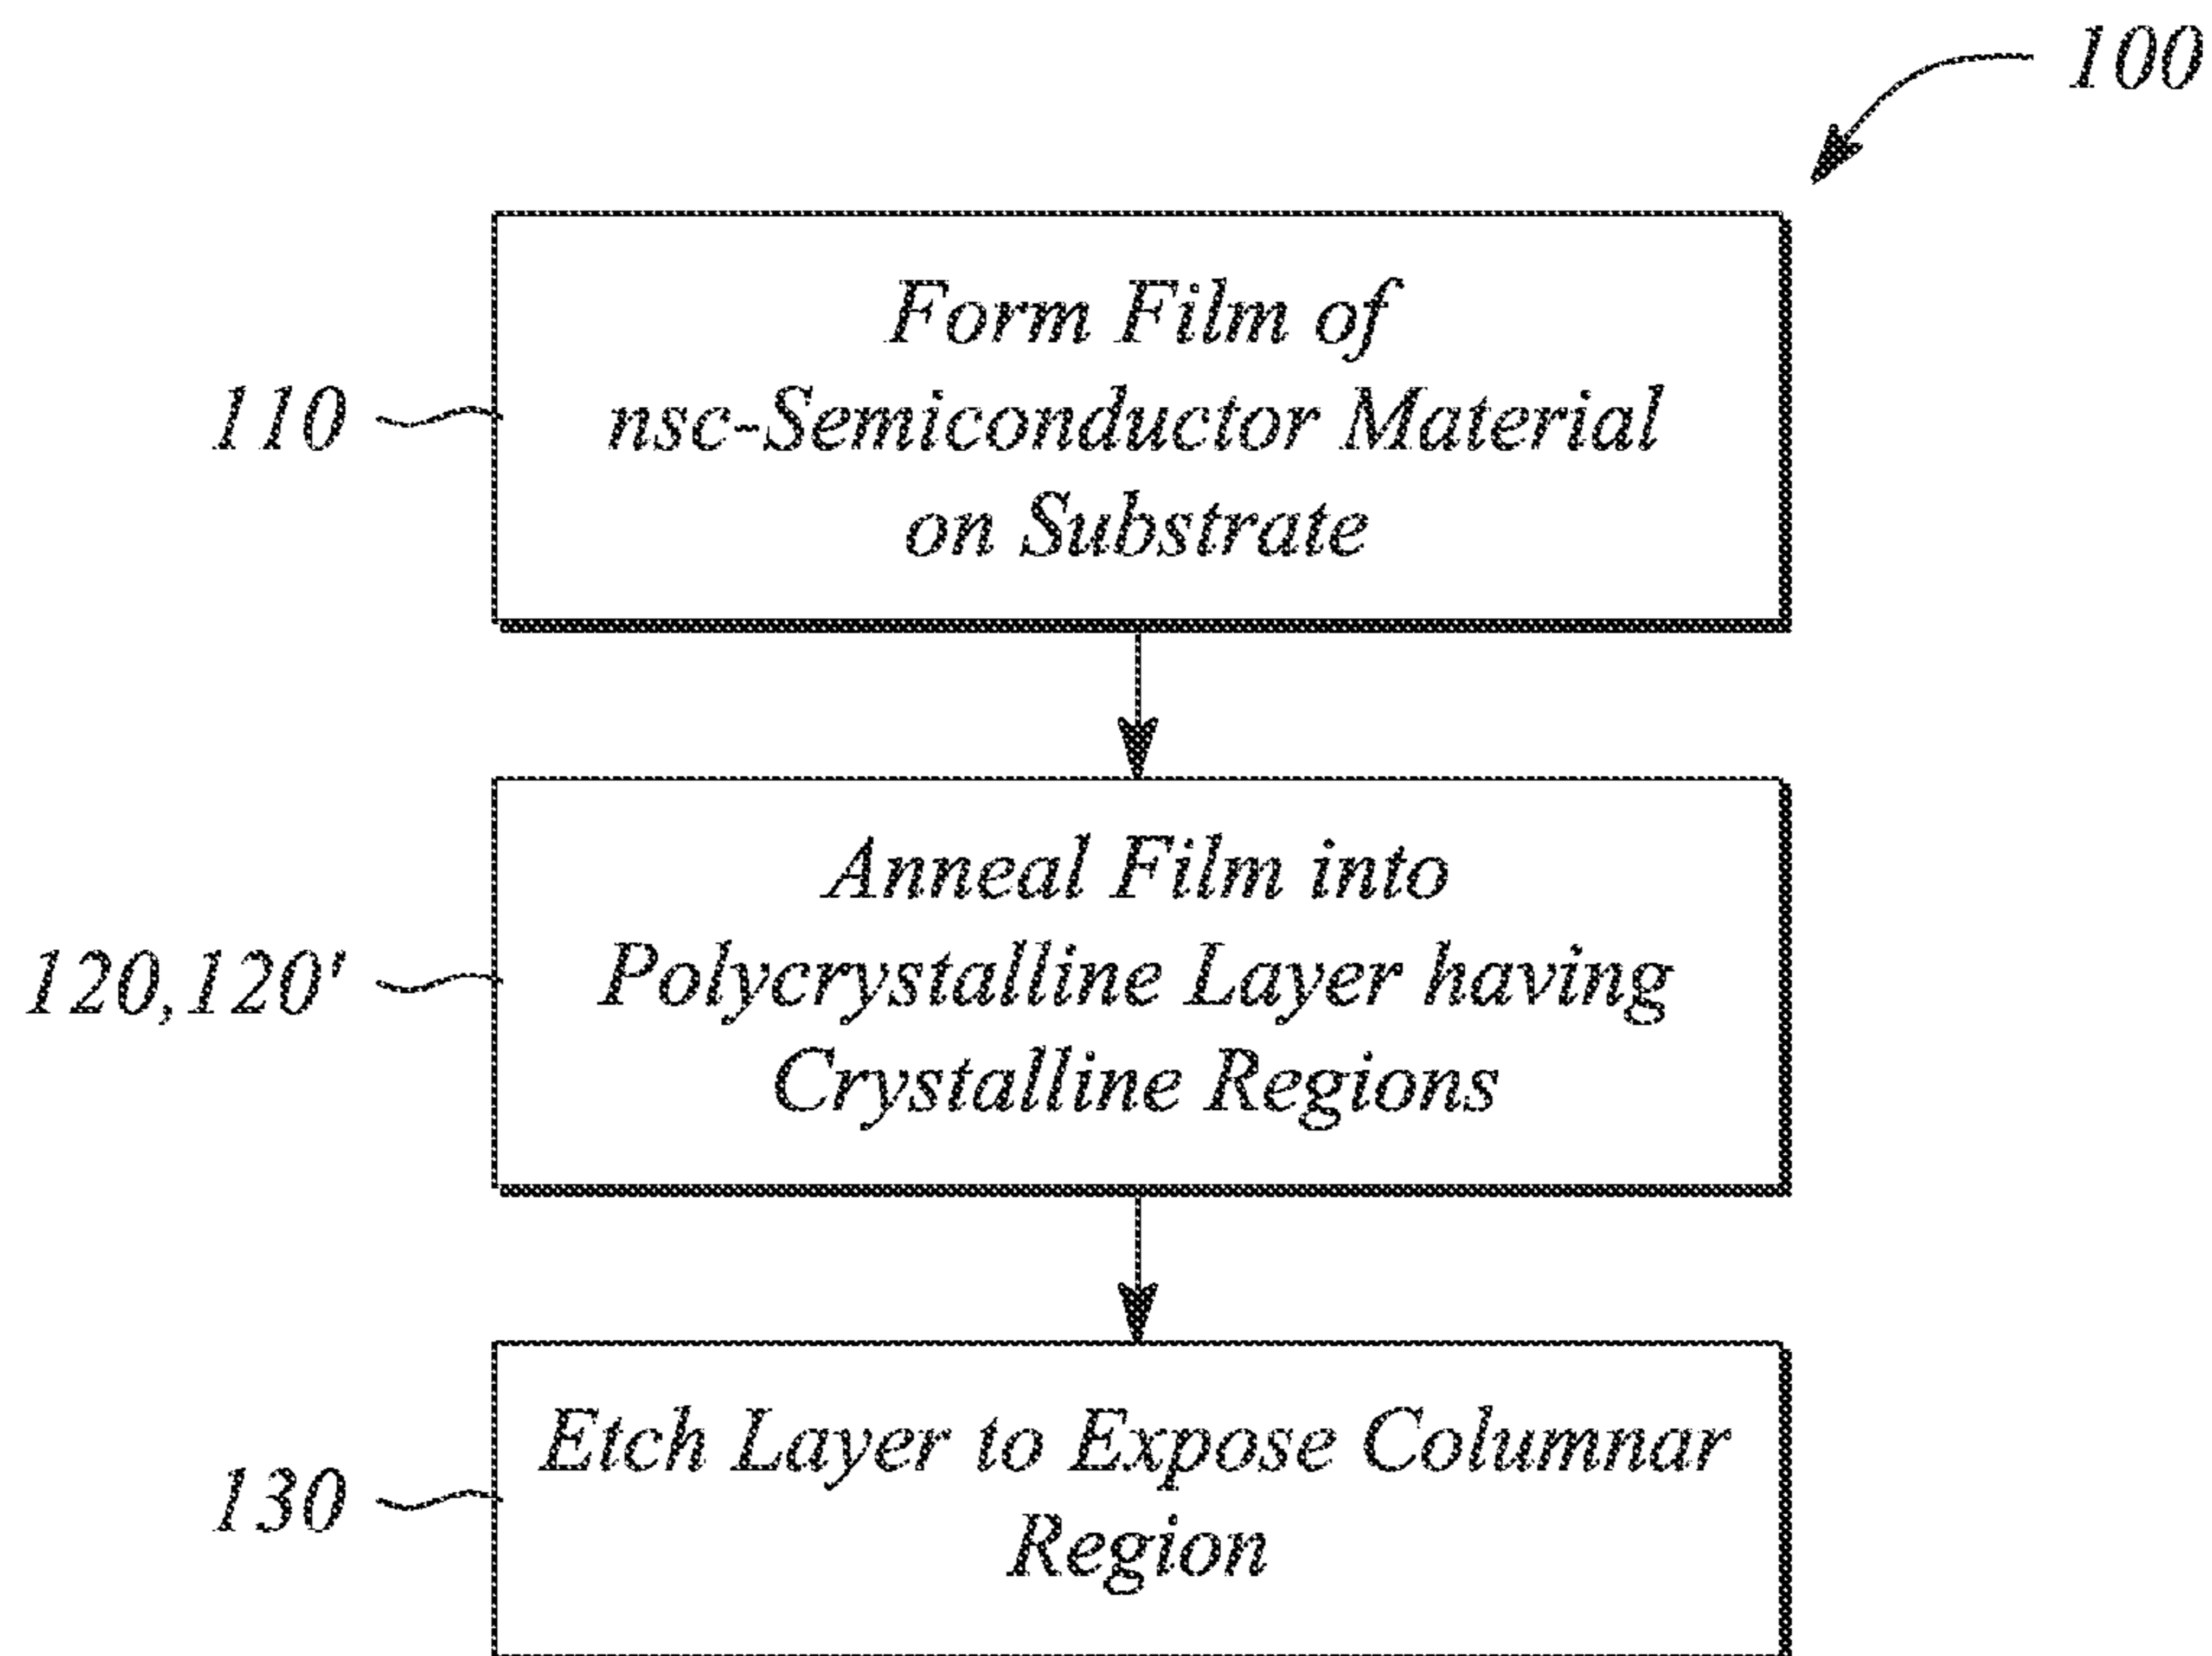 100
Form Film of
110
nsc-Semiconductor Material
on Substrate
Anneal Film into
120,120'
Polycrystalline Layer having
Crystalline Regions
Etch Layer to Expose Columnar
130
Region